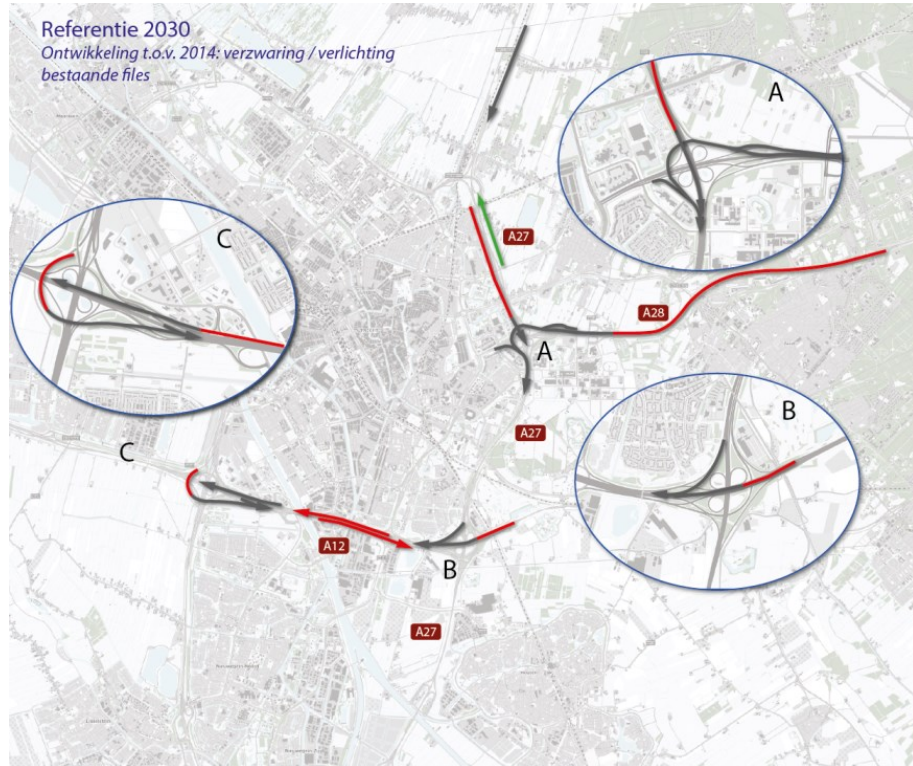 Referentie 2030
Ontwikkeling t.o.v. 2014: verzwaring / verlichting
bestaande files
A
C
A27
A28
A
A27
B
C
A12
B
A27